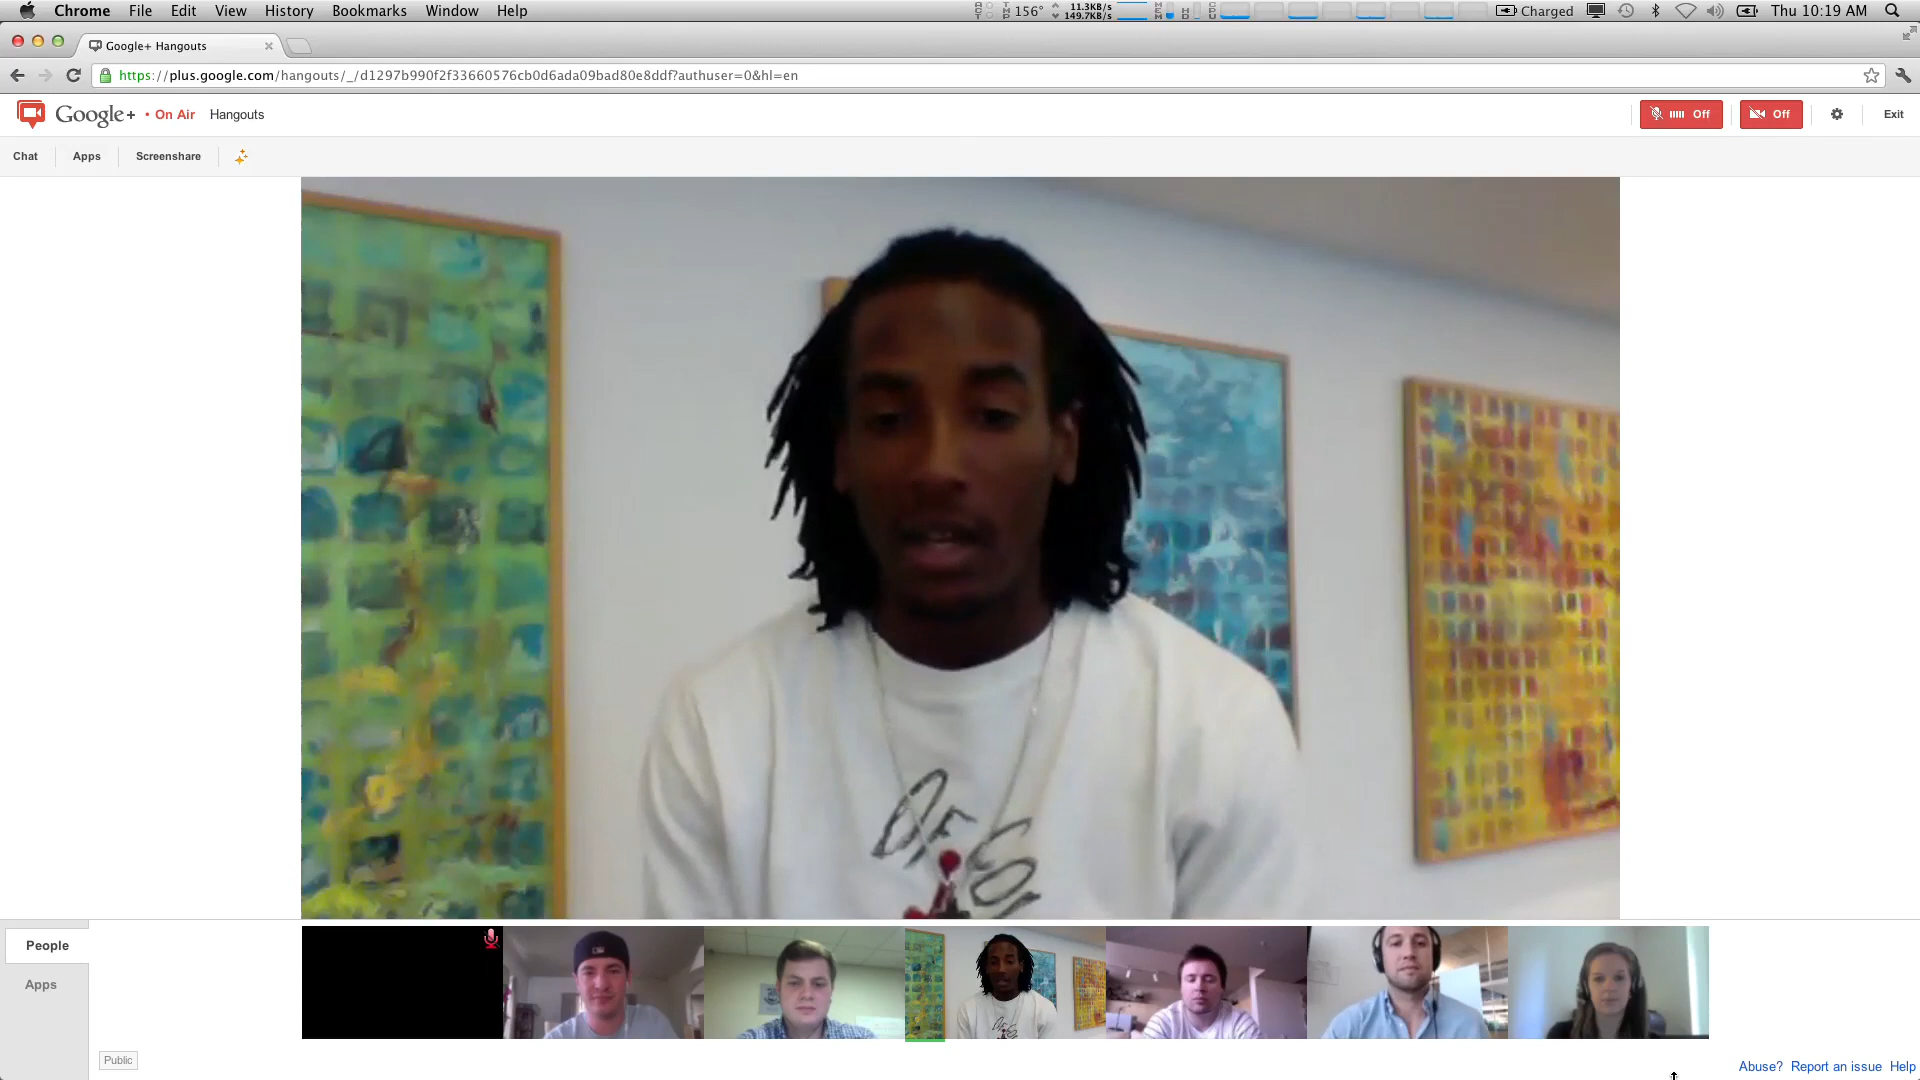 Chrome File Edit View History Bookmarks Window Help
156° 11.3KB/s 149.7KB/s Charged Thu 10:19 AM
Google+ Hangouts
https://plus.google.com/hangouts/_/d1297b990f2f33660576cb0d6ada09bad80e8ddf?authuser=0&hl=en
Google+ • On Air Hangouts Off Off Exit
Chat Apps Screenshare
People
Apps
Public
Abuse? Report an issue Help